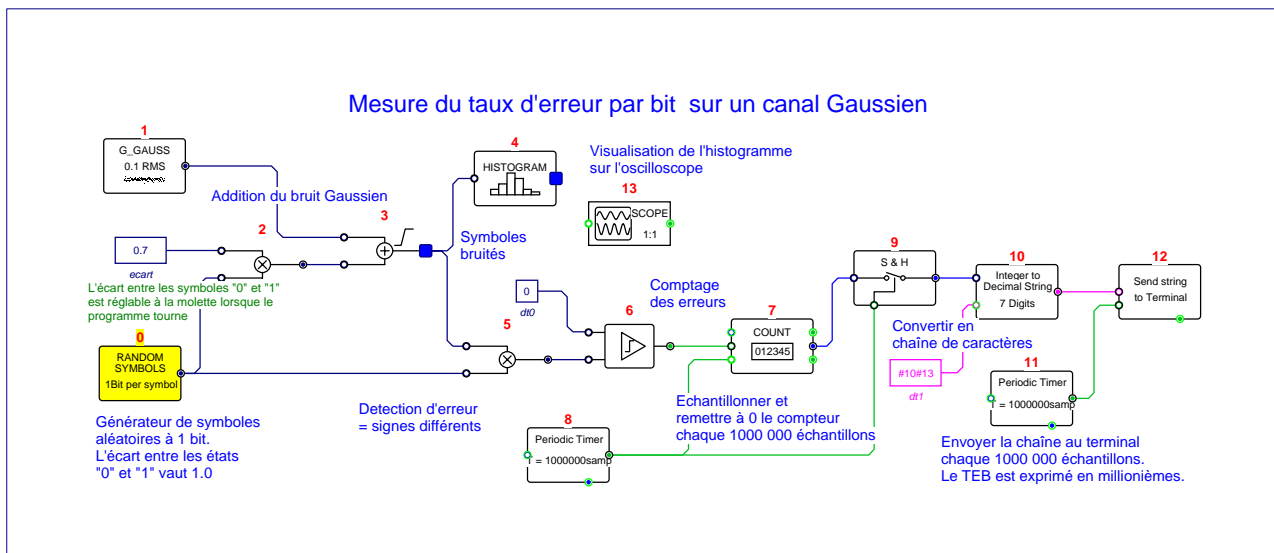 Mesure du taux d'erreur par bit  sur un canal Gaussien
1
G_GAUSS
0.1 RMS
Addition du bruit Gaussien
2
3
4
HISTOGRAM
Visualisation de l'histogramme
sur l'oscilloscope
13
SCOPE
1:1
Symboles
bruités
0.7
ecart
L'écart entre les symboles "0" et "1"
est réglable à la molette lorsque le
programme tourne
0
RANDOM
SYMBOLS
1Bit per symbol
Générateur de symboles
aléatoires à 1 bit.
L'écart entre les états
"0" et "1" vaut 1.0
0
dt0
5
Detection d'erreur
= signes différents
6
Comptage
des erreurs
7
COUNT
012345
Echantillonner et
remettre à 0 le compteur
chaque 1000 000 échantillons
8
Periodic Timer
T = 1000000samp
9
S & H
10
Integer to
Decimal String
7 Digits
Convertir en
chaîne de caractères
#10#13
dt1
11
Periodic Timer
T = 1000000samp
12
Send string
to Terminal
Envoyer la chaîne au terminal
chaque 1000 000 échantillons.
Le TEB est exprimé en millionièmes.